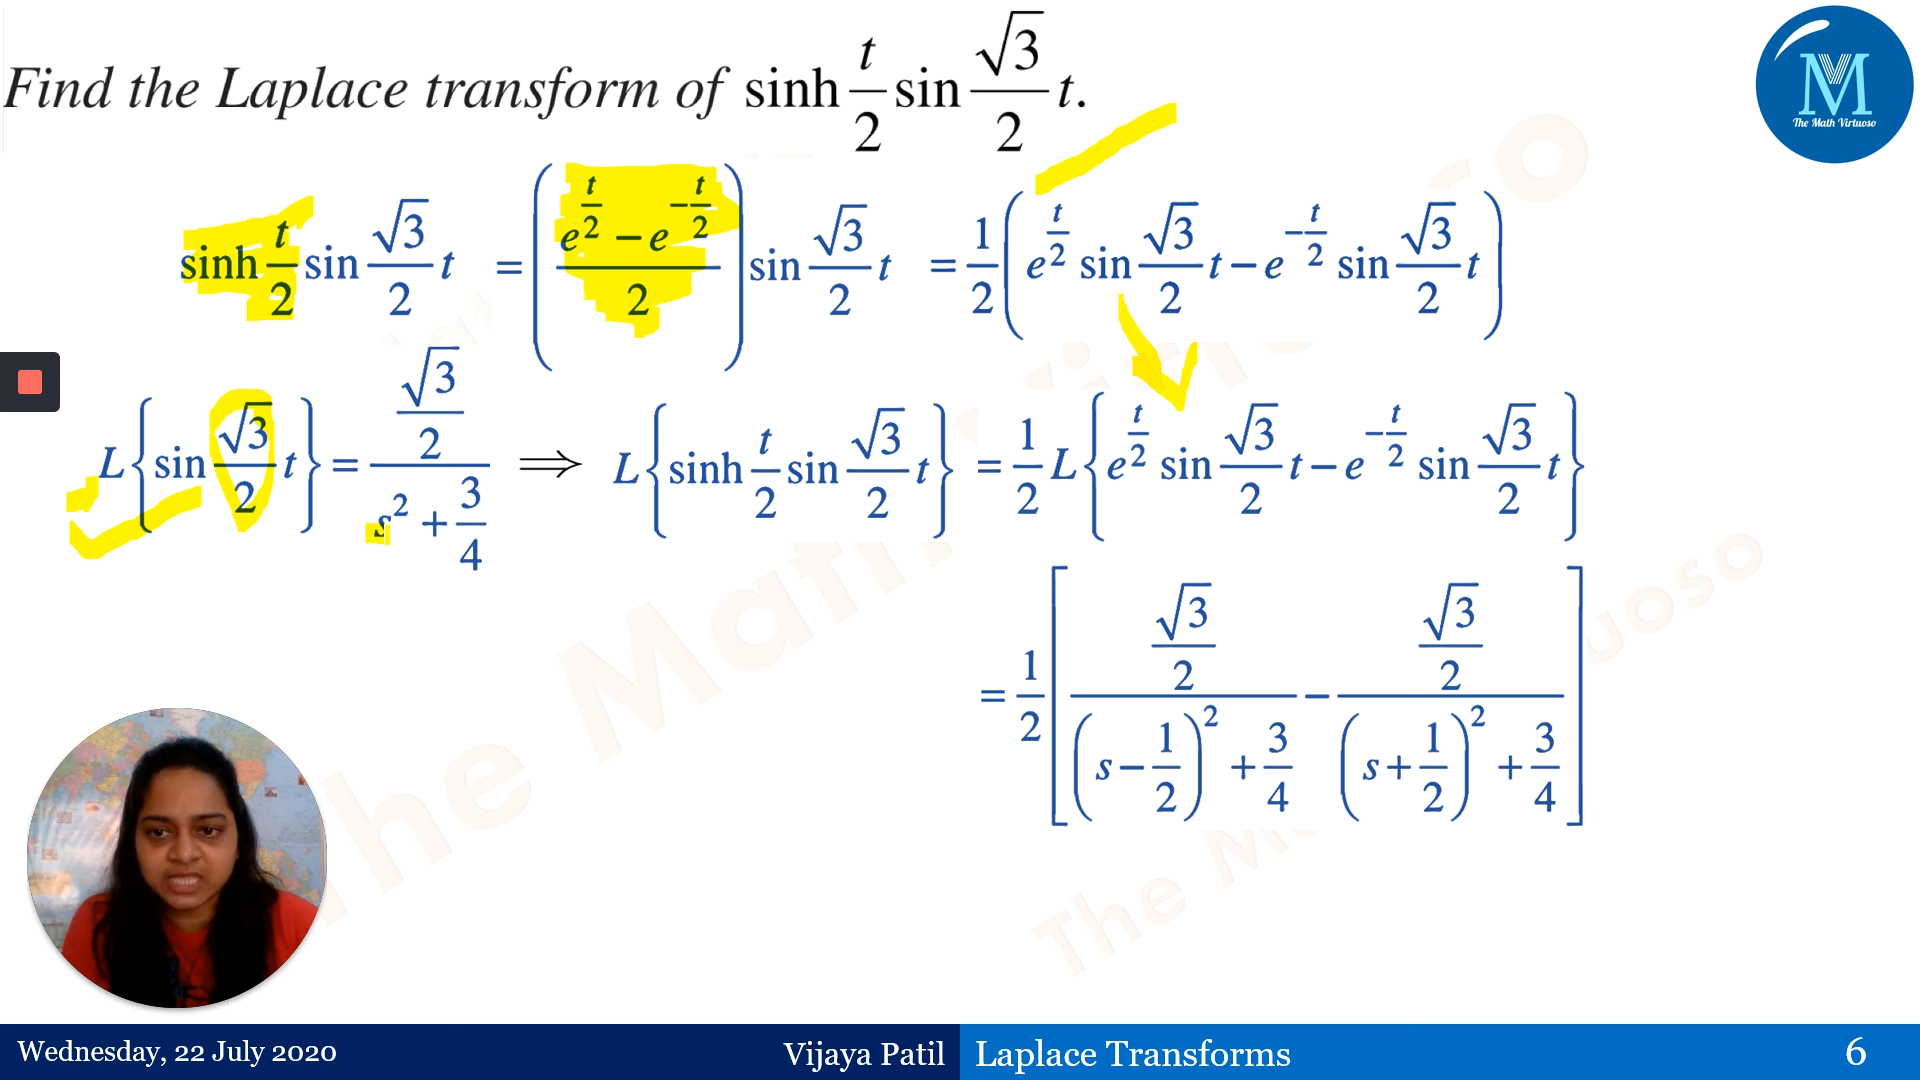 Find the Laplace transform of sinh t/2 sin √3/2 t.
M
The Math Virtuoso
sinh t/2 sin √3/2 t = ((e^(t/2) − e^(−t/2))/2) sin √3/2 t = 1/2 (e^(t/2) sin √3/2 t − e^(−t/2) sin √3/2 t)
L{sin √3/2 t} = (√3/2)/(s² + 3/4) ⟹ L{sinh t/2 sin √3/2 t} = 1/2 L{e^(t/2) sin √3/2 t − e^(−t/2) sin √3/2 t}
= 1/2 [(√3/2)/((s − 1/2)² + 3/4) − (√3/2)/((s + 1/2)² + 3/4)]
The Math Virtuoso
Wednesday, 22 July 2020
Vijaya Patil
Laplace Transforms
6